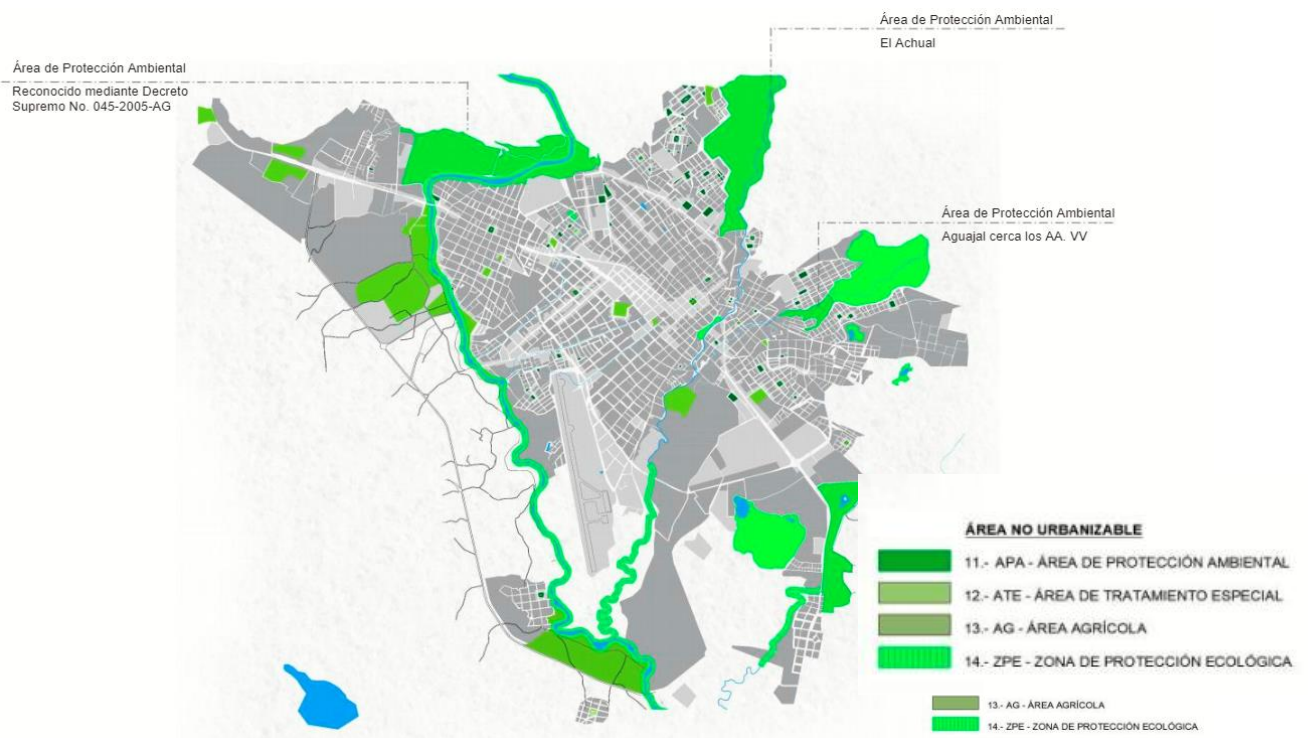 Área de Protección Ambiental
El Achual
Área de Protección Ambiental
Reconocido mediante Decreto
Supremo No. 045-2005-AG
Área de Protección Ambiental
Aguajal cerca los AA. VV
ÁREA NO URBANIZABLE
11.- APA - ÁREA DE PROTECCIÓN AMBIENTAL
12.- ATE - ÁREA DE TRATAMIENTO ESPECIAL
13.- AG - ÁREA AGRÍCOLA
14.- ZPE - ZONA DE PROTECCIÓN ECOLÓGICA
13.- AG - ÁREA AGRÍCOLA
14.- ZPE - ZONA DE PROTECCIÓN ECOLÓGICA